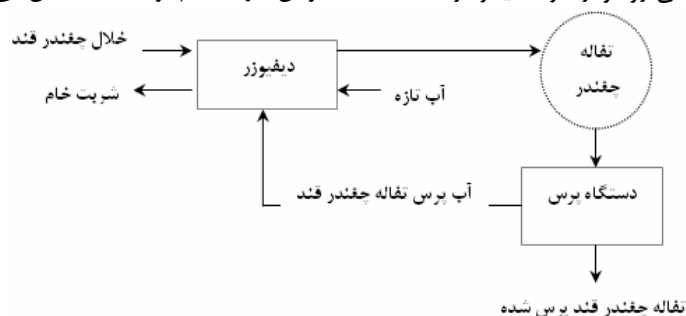 خلال چغندر قند
شربت خام
دیفیوزر
آب تازه
تفاله
چغندر
آب پرس تفاله چغندر قند
دستگاه پرس
تفاله چغندر قند پرس شده